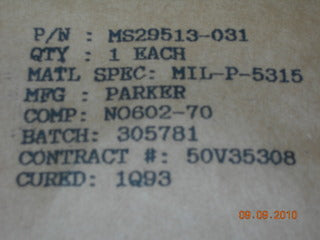 P/N : MS29513-031
QTY : 1 EACH
MATL SPEC: MIL-P-5315
MFG : PARKER
COMP: NO602-70
BATCH: 305781
CONTRACT #: 50V35308
CURED: 1Q93
09.09.2010